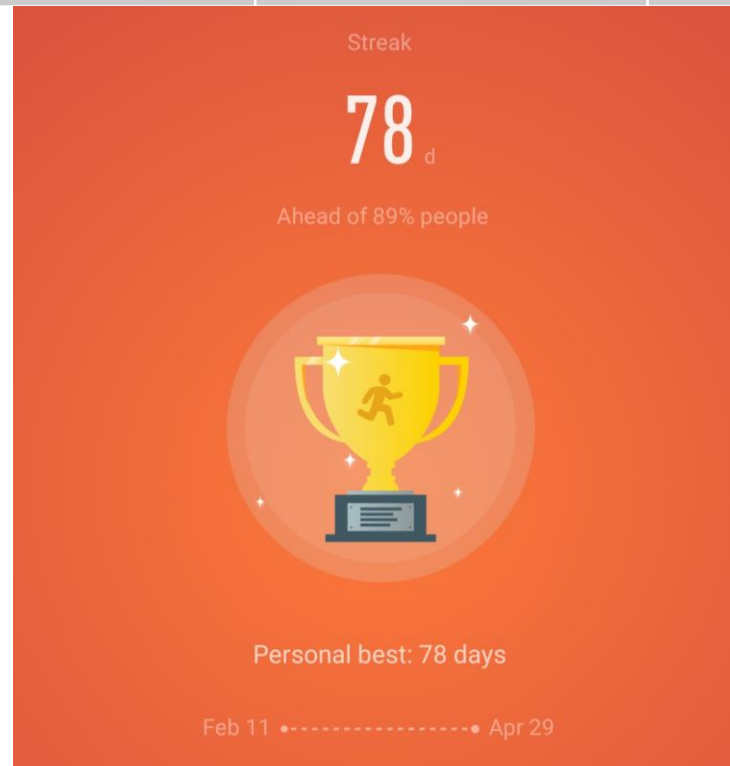 Streak
78 d
Ahead of 89% people
Personal best: 78 days
Feb 11 Apr 29